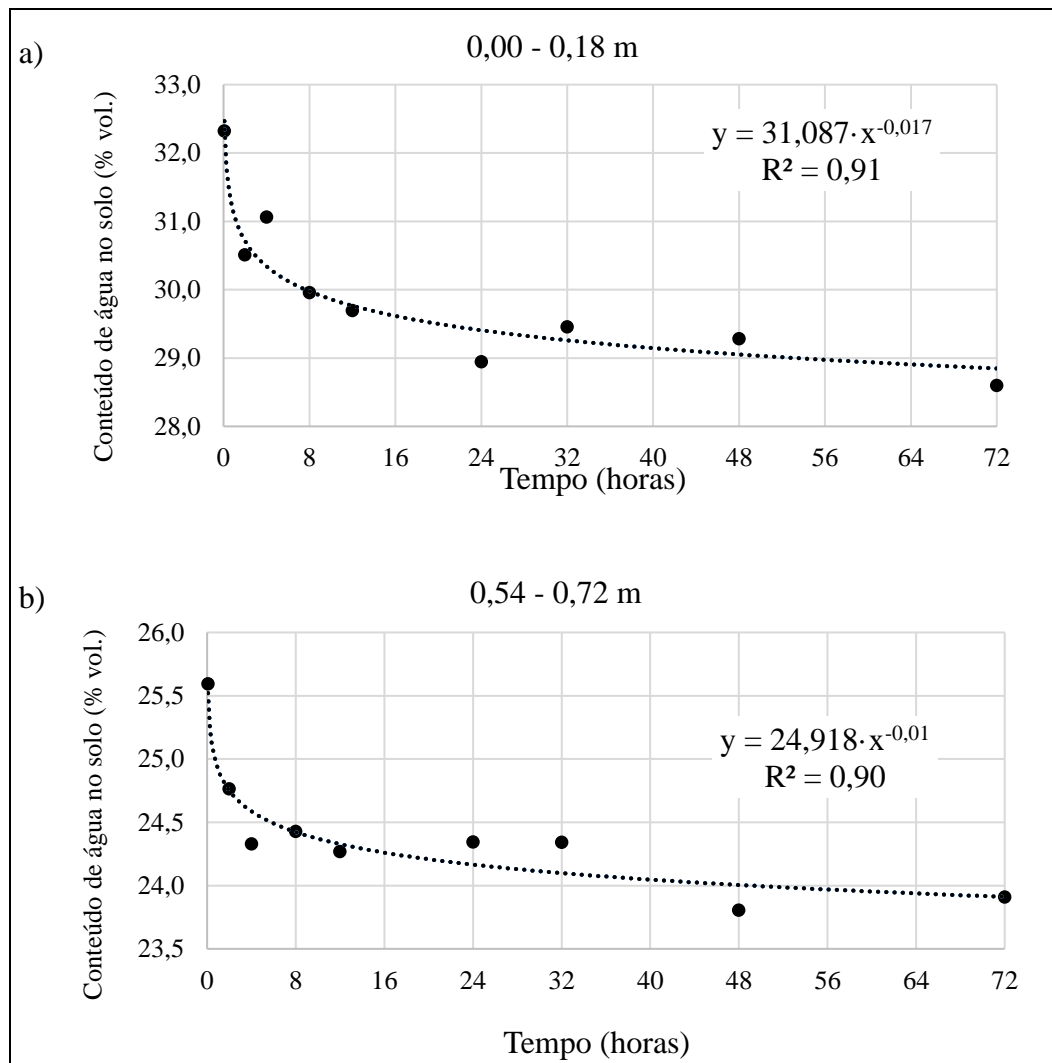 a)
0,00 - 0,18 m
Conteúdo de água no solo (% vol.)
33,0
32,0
31,0
30,0
29,0
28,0
y = 31,087·x^-0,017
R² = 0,91
0 8 16 24 32 40 48 56 64 72
Tempo (horas)
b)
0,54 - 0,72 m
Conteúdo de água no solo (% vol.)
26,0
25,5
25,0
24,5
24,0
23,5
y = 24,918·x^-0,01
R² = 0,90
0 8 16 24 32 40 48 56 64 72
Tempo (horas)